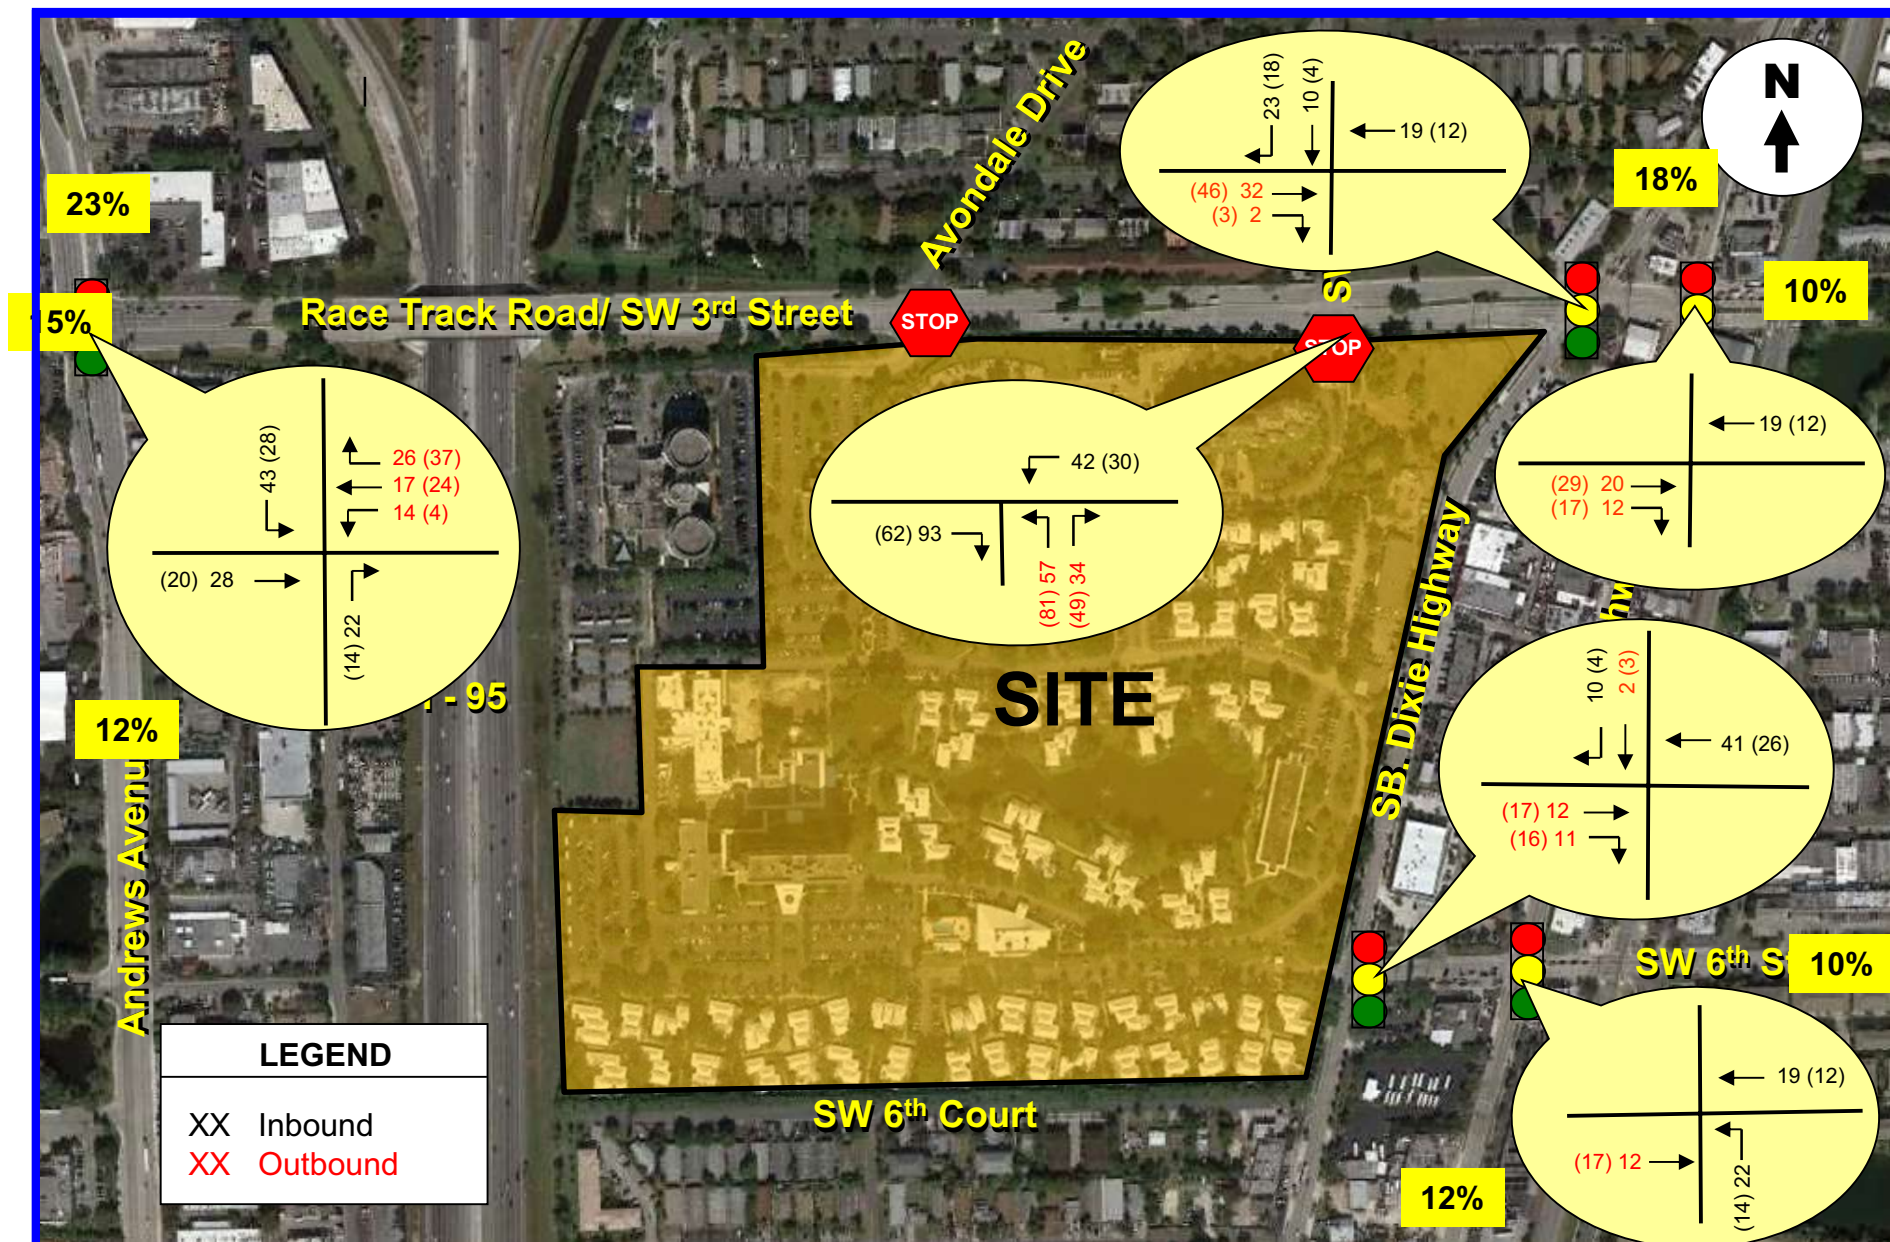 Avondale Drive
23 (18)
10 (4)
19 (12)
(46) 32
(3) 2
N
18%
23%
15%
Race Track Road/ SW 3rd Street
STOP
STOP
10%
43 (28)
26 (37)
17 (24)
14 (4)
(20) 28
(14) 22
42 (30)
(62) 93
(81) 57
(49) 34
19 (12)
(29) 20
(17) 12
SITE
SB. Dixie Highway
- 95
12%
Andrews Avenu
10 (4)
2 (3)
41 (26)
(17) 12
(16) 11
SW 6th St
10%
LEGEND
XX Inbound
XX Outbound
SW 6th Court
19 (12)
(17) 12
(14) 22
12%